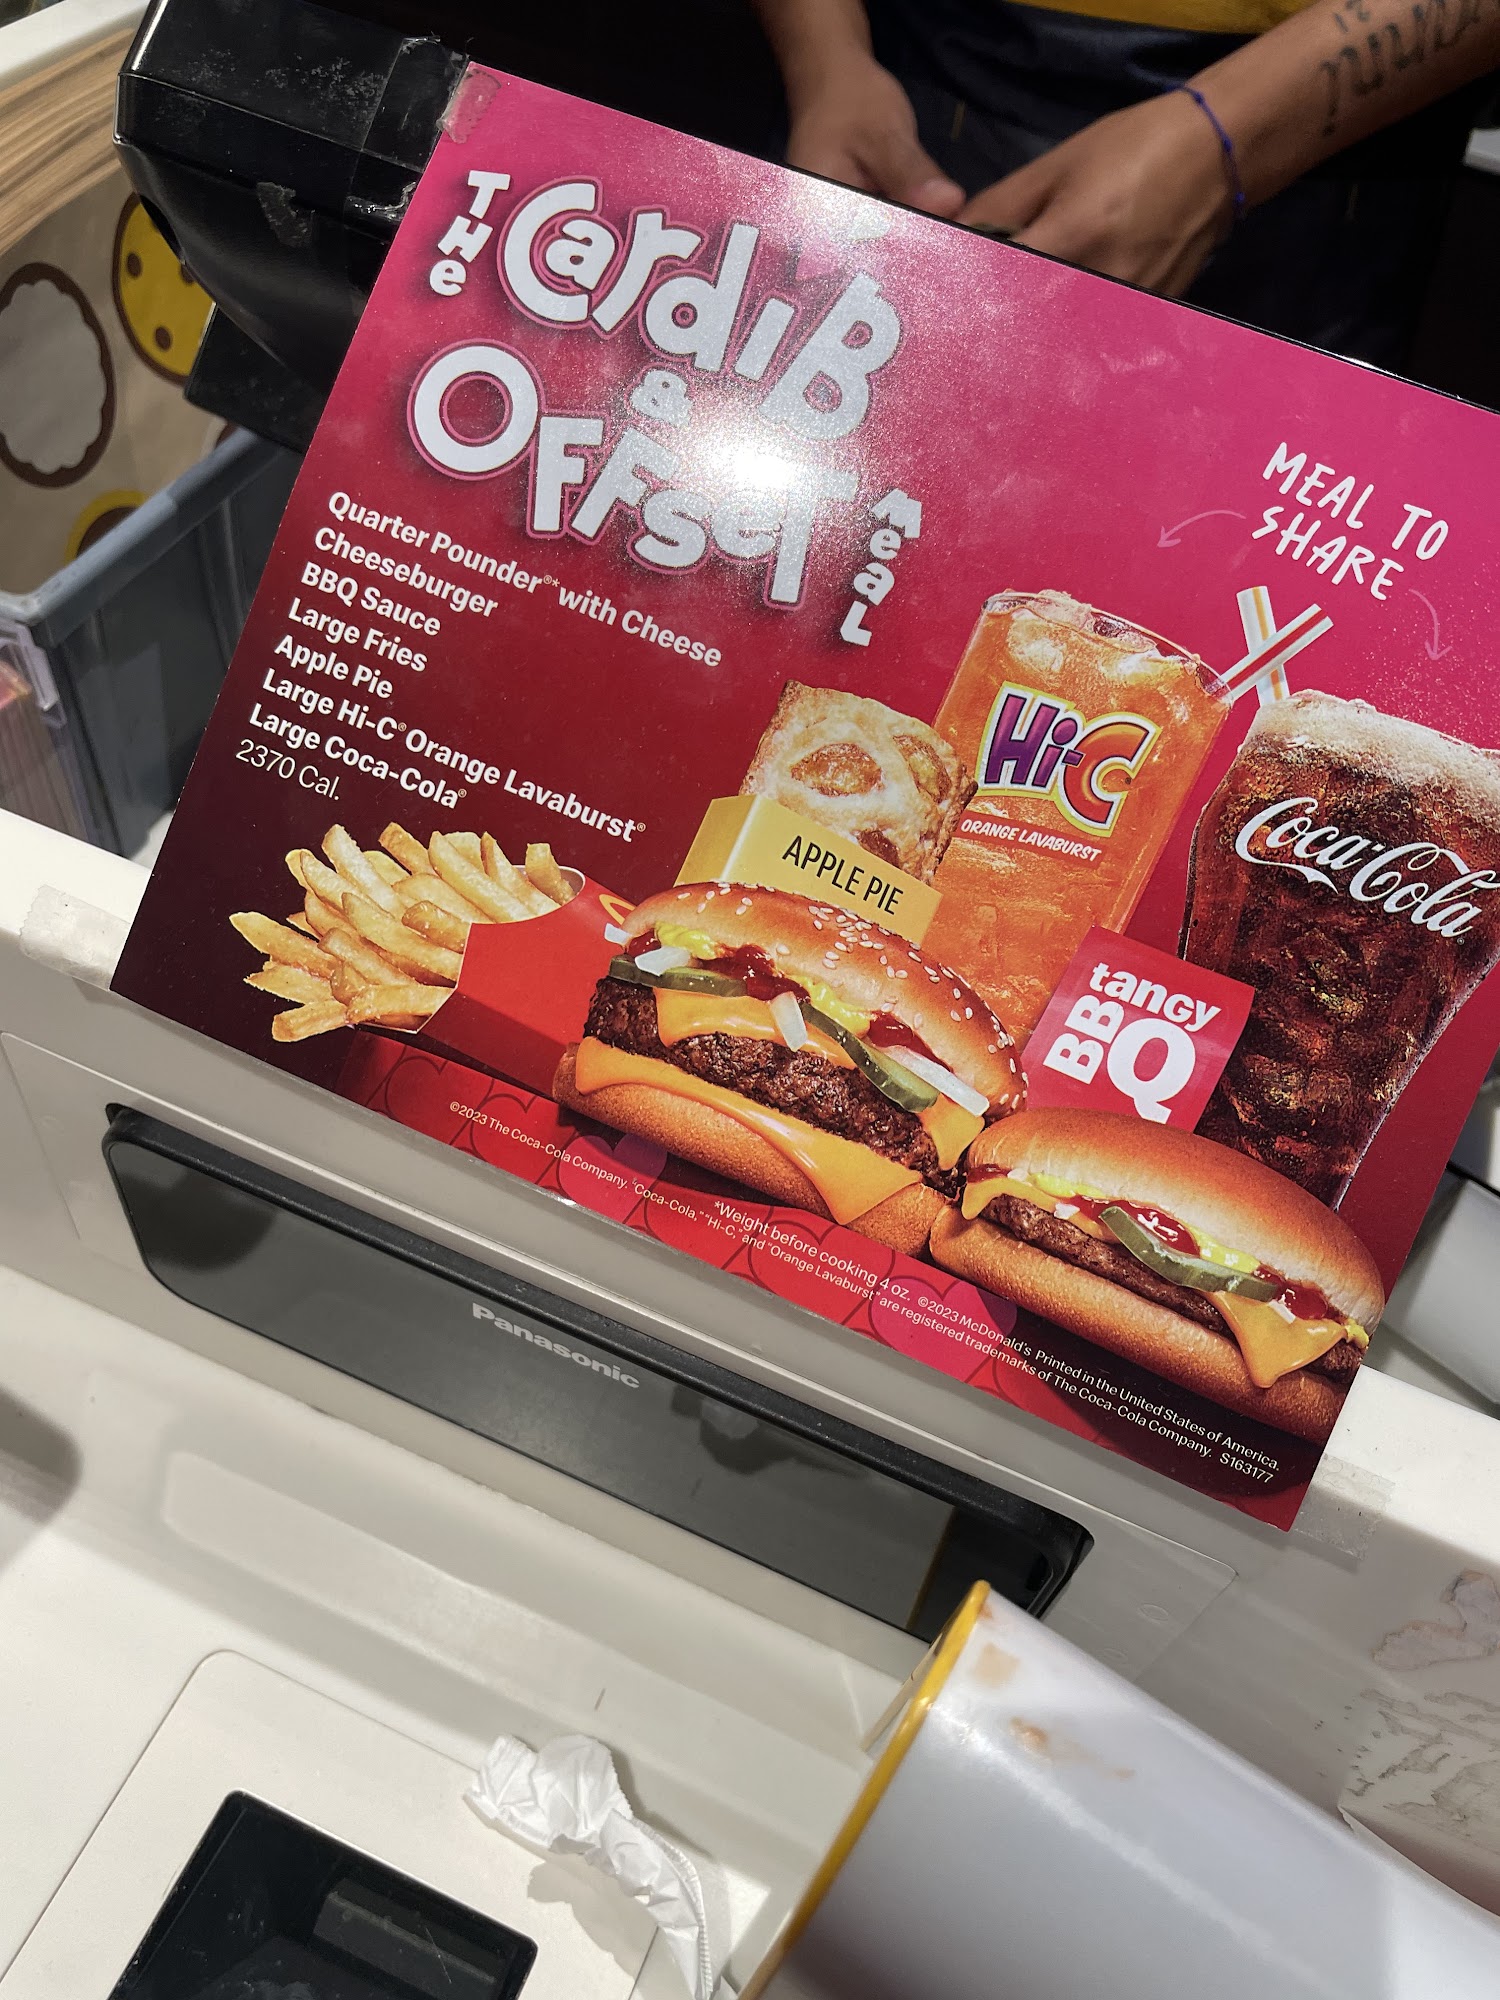 THe
CardiB
&
OFFseT
meaL
Quarter Pounder®* with Cheese
Cheeseburger
BBQ Sauce
Large Fries
Apple Pie
Large Hi-C® Orange Lavaburst®
Large Coca-Cola®
2370 Cal.
MEAL TO
SHARE
Hi-C
ORANGE LAVABURST
Coca-Cola
APPLE PIE
tangy
BB
Q
*Weight before cooking 4 oz. ©2023 McDonald's Printed in the United States of America.
©2023 The Coca-Cola Company. "Coca-Cola," "Hi-C," and "Orange Lavaburst" are registered trademarks of The Coca-Cola Company. S163177
Panasonic